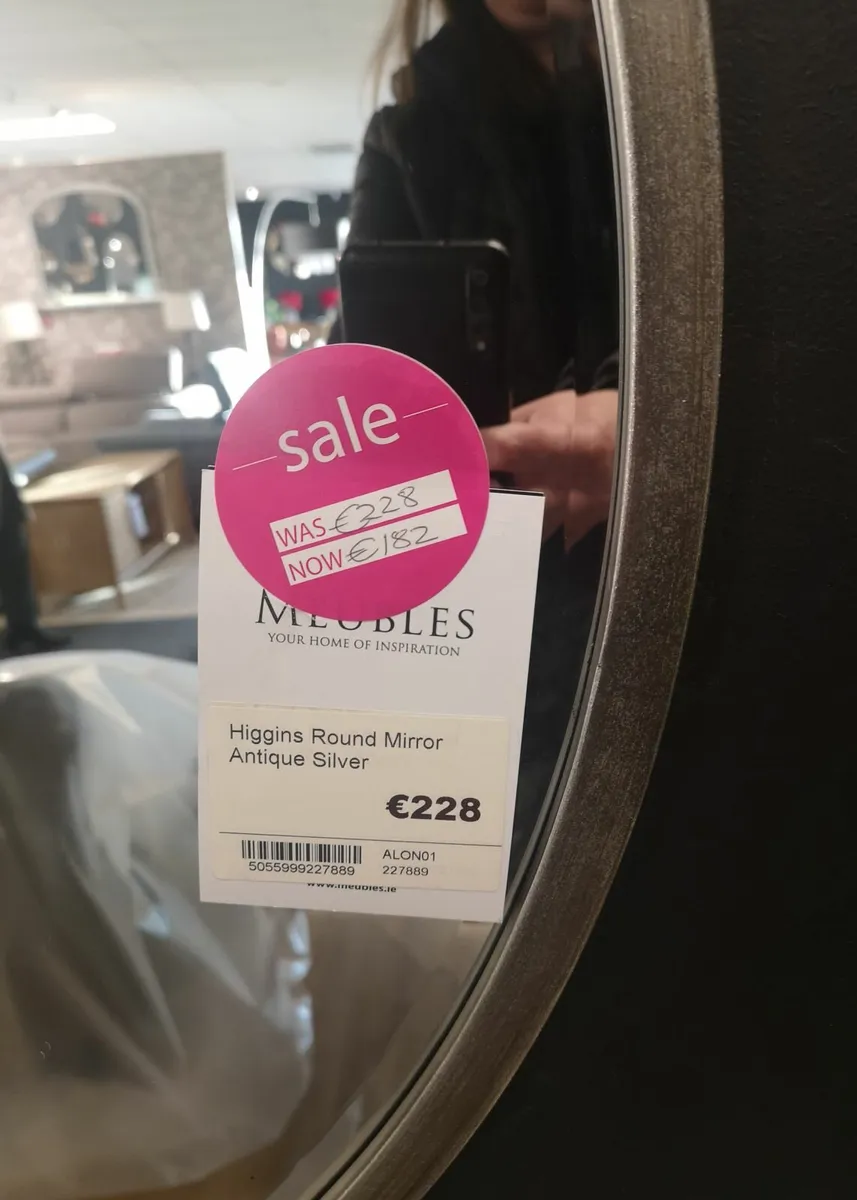 sale
WAS €228
NOW €182
MEUBLES
YOUR HOME OF INSPIRATION
Higgins Round Mirror
Antique Silver
€228
5055999227889
ALON01
227889
www.meubles.ie